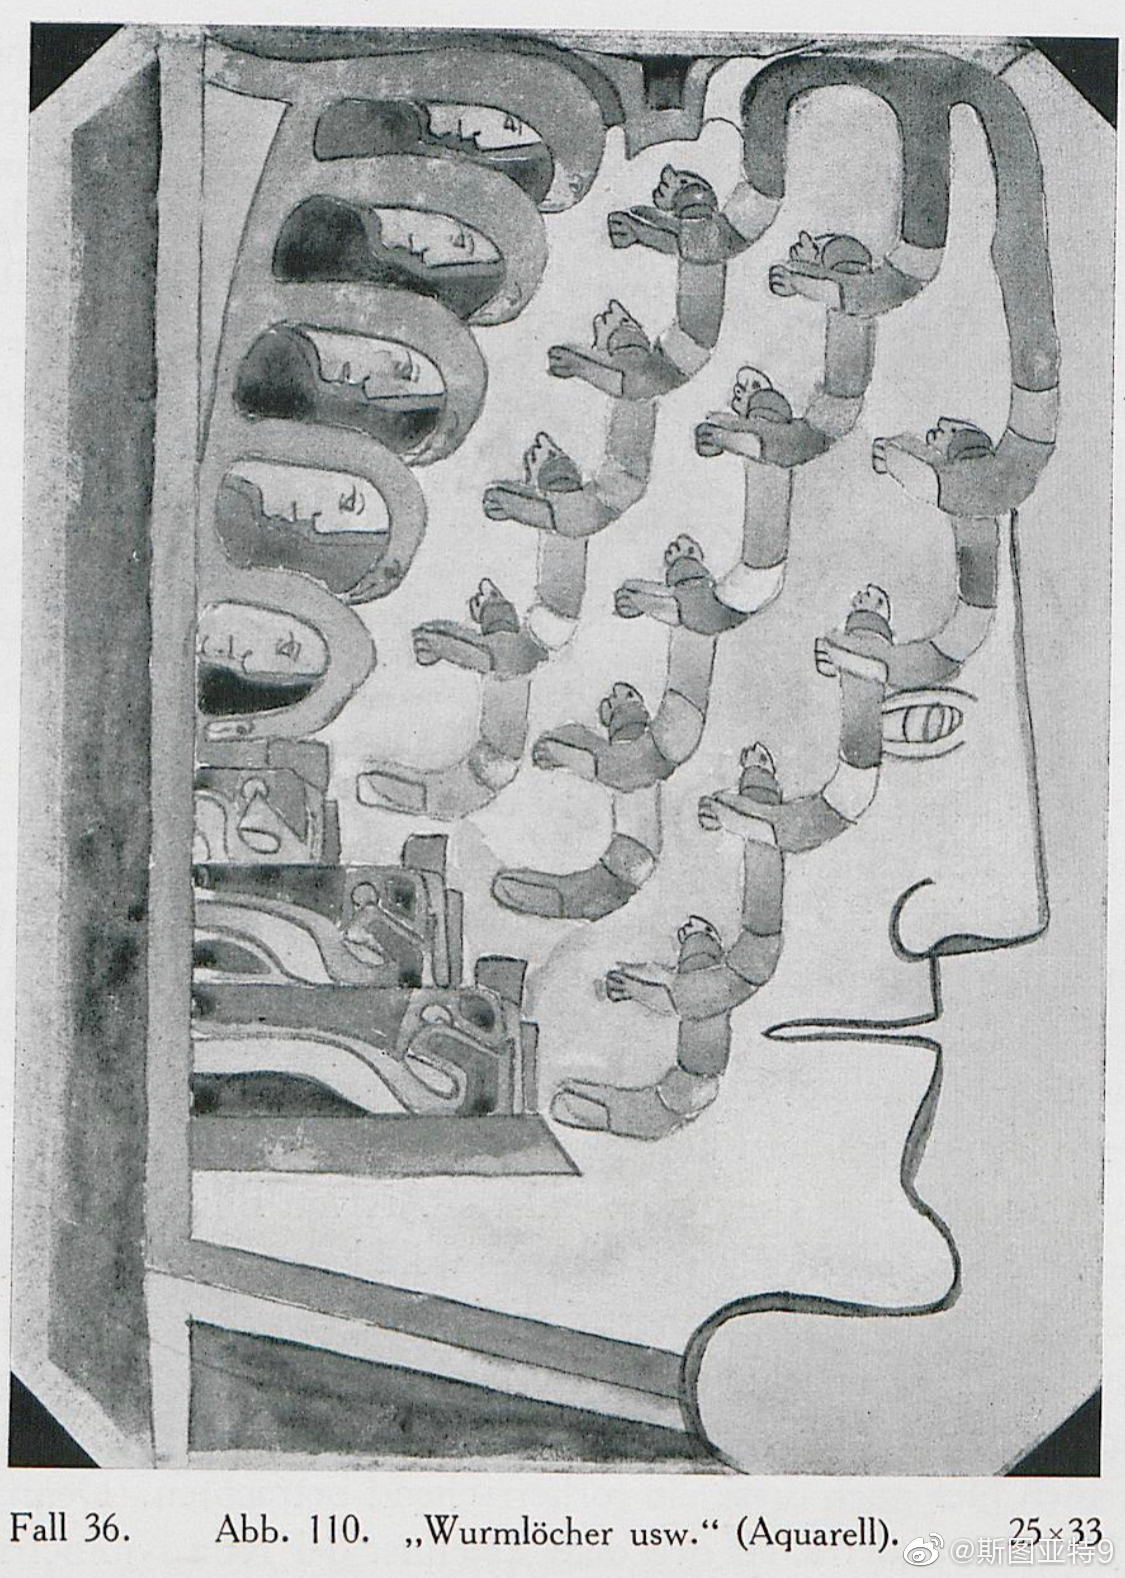 Fall 36. Abb. 110. „Wurmlöcher usw.“ (Aquarell). 25×33
@斯图亚特9